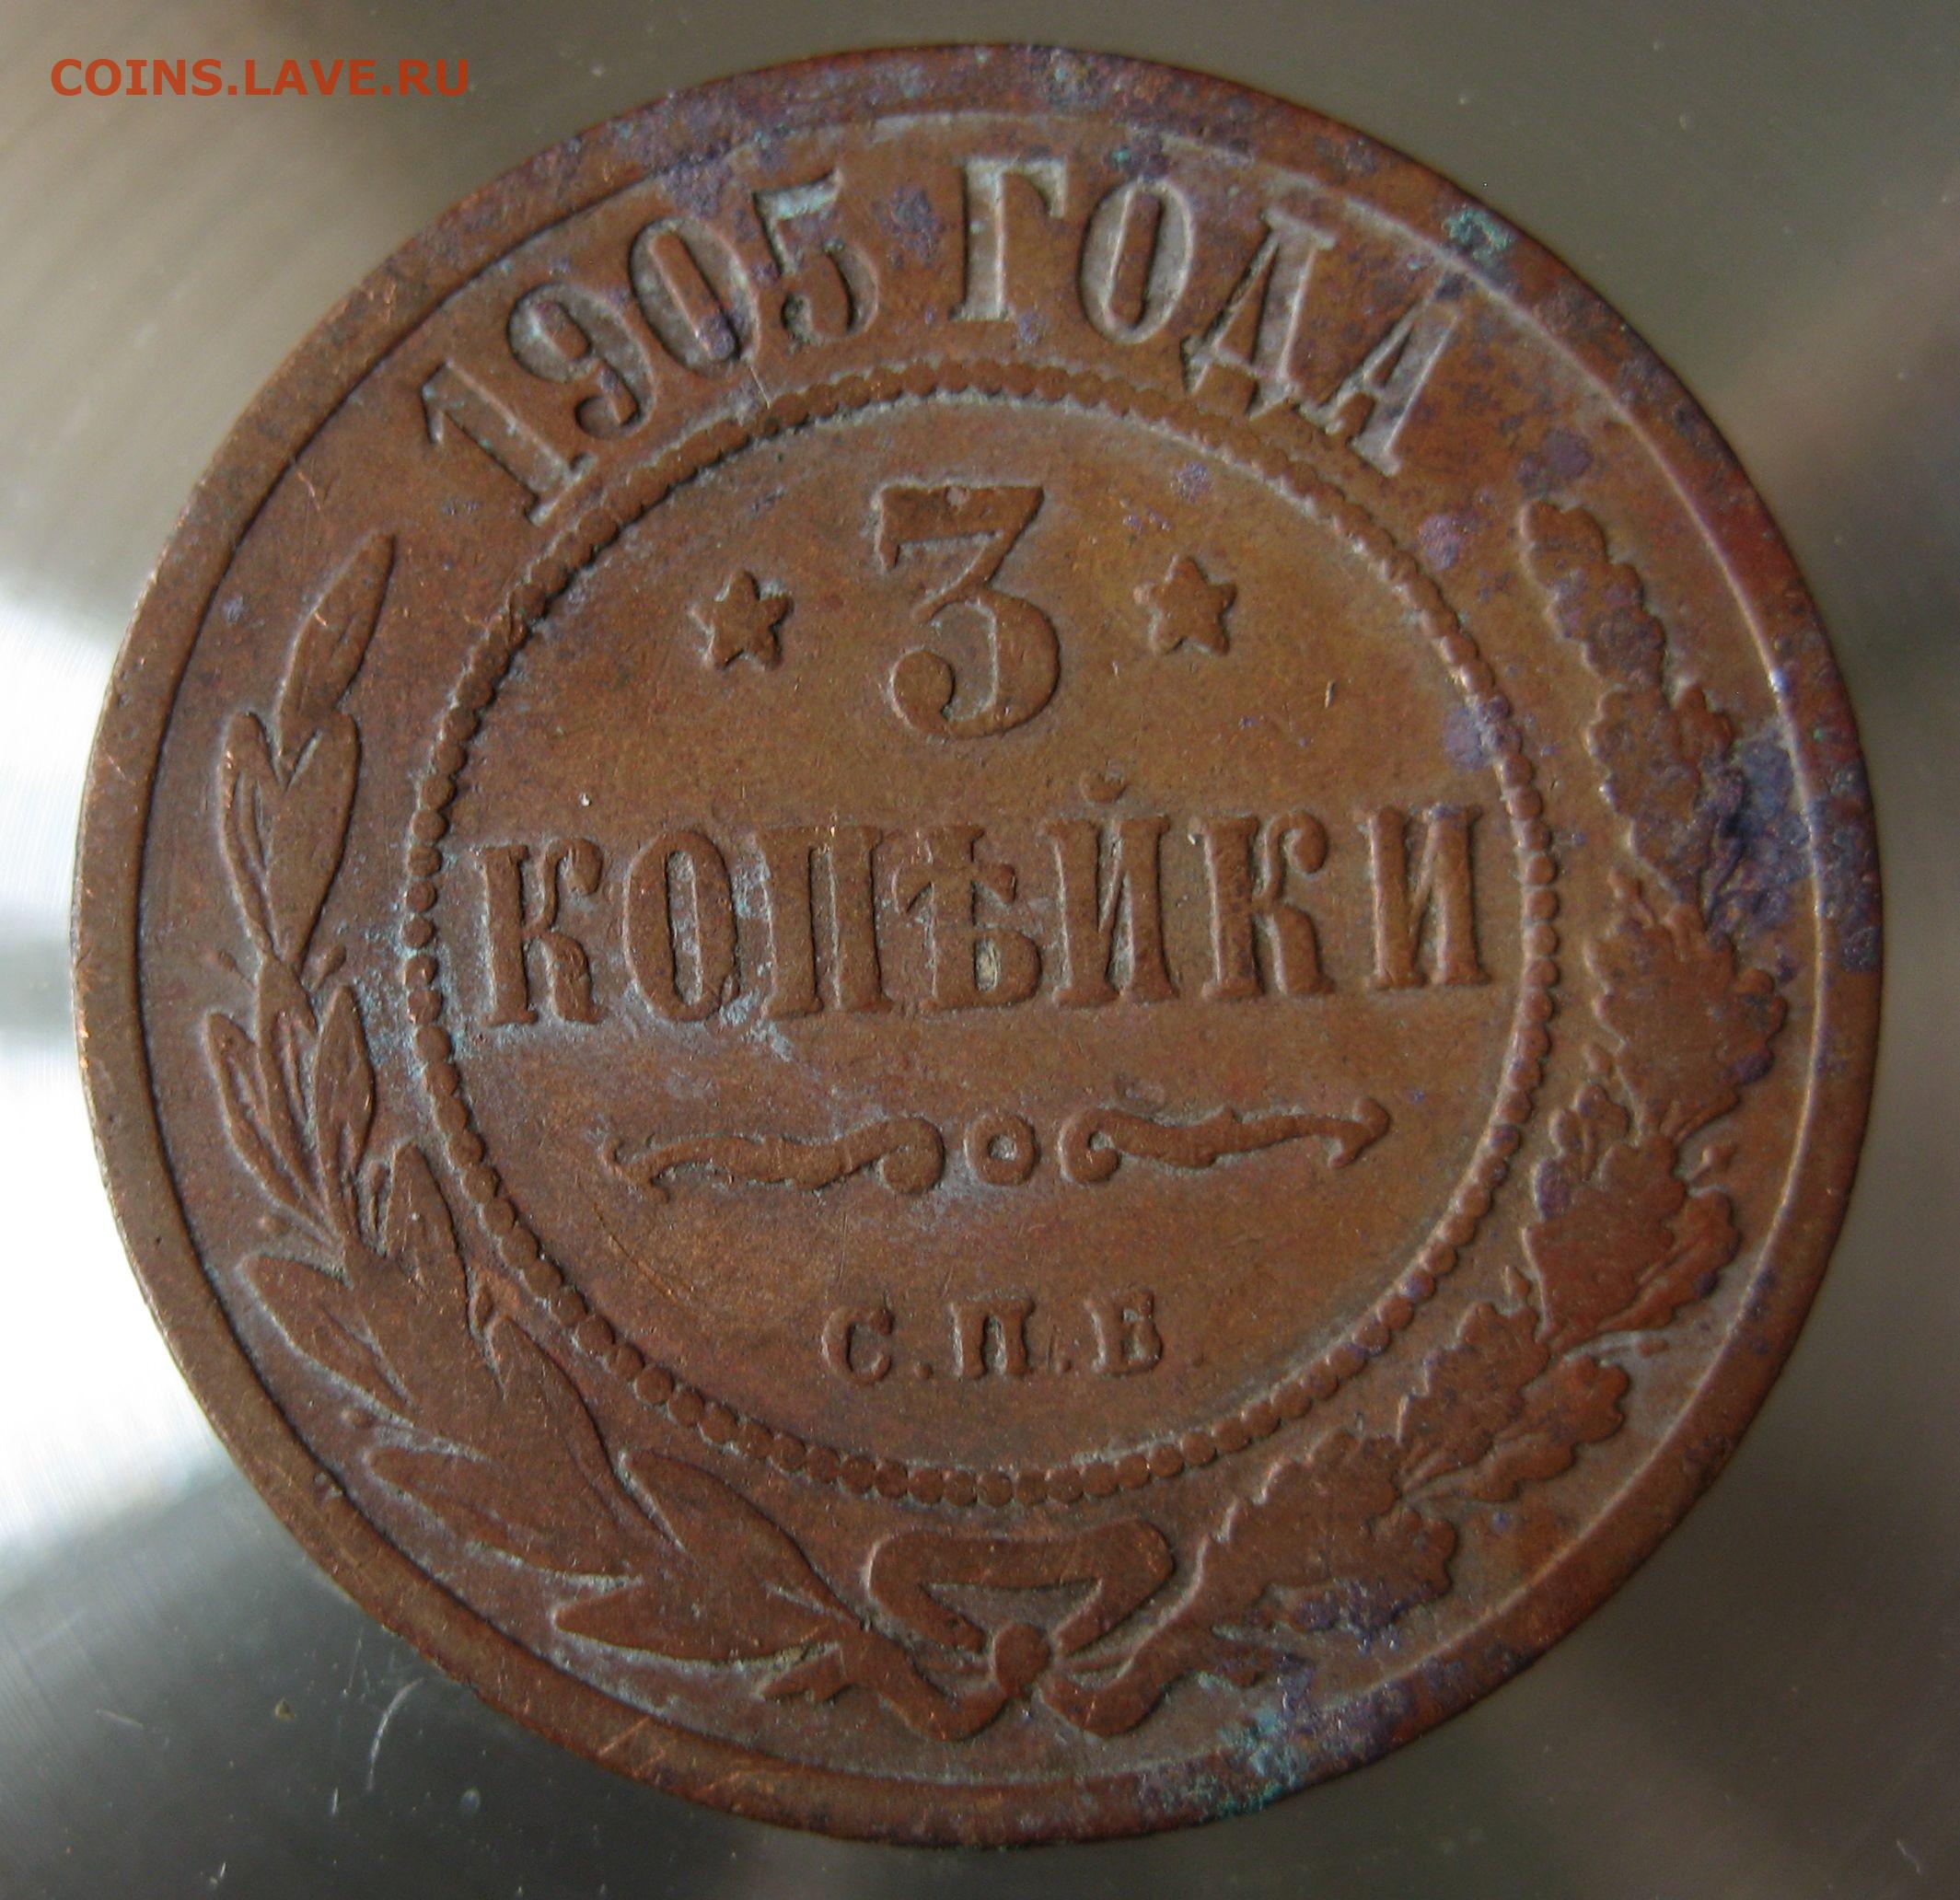 COINS.LAVE.RU
1905 ГОДА
3
КОПѢЙКИ
С.П.Б.